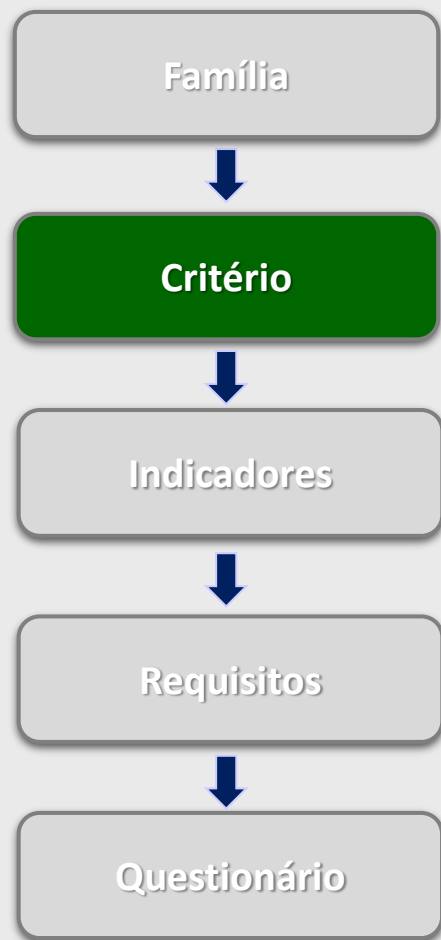 Família
Critério
Indicadores
Requisitos
Questionário